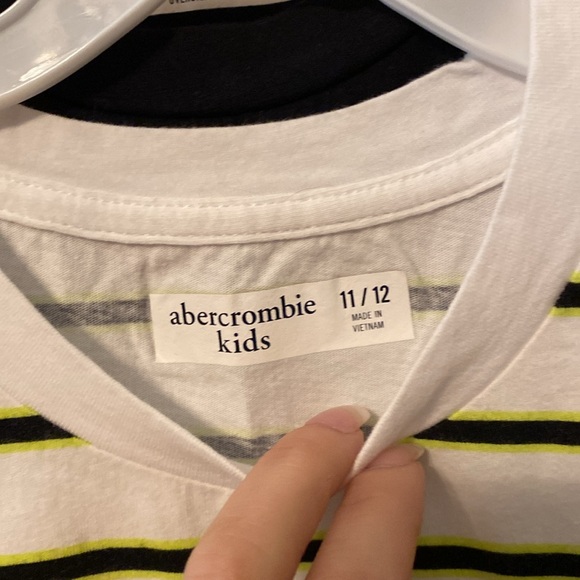 abercrombie
kids
11 / 12
MADE IN
VIETNAM